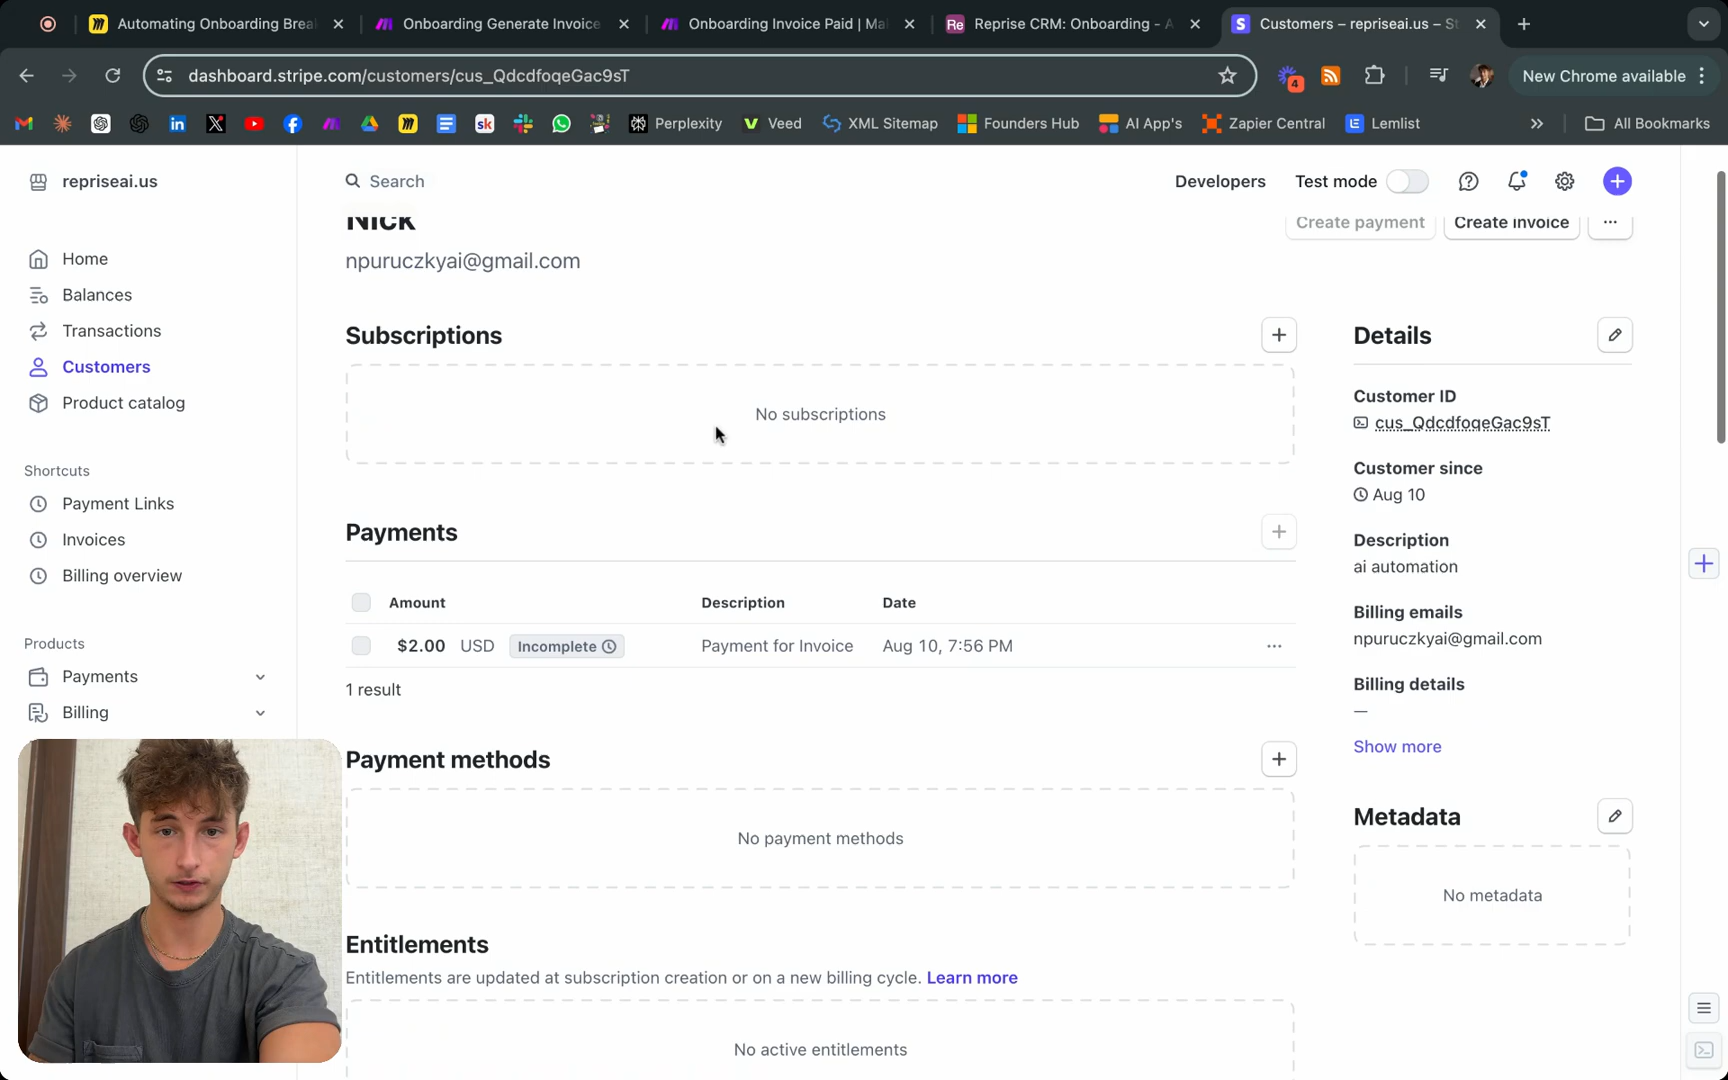 Automating Onboarding Brea
Onboarding Generate Invoice
Onboarding Invoice Paid | Ma
Re
Reprise CRM: Onboarding - A
S
Customers – repriseai.us – St
dashboard.stripe.com/customers/cus_QdcdfoqeGac9sT
4
New Chrome available
sk
Perplexity
Veed
XML Sitemap
Founders Hub
AI App's
Zapier Central
Lemlist
All Bookmarks
repriseai.us
Search
Developers
Test mode
Nick
Create payment
Create invoice
npuruczkyai@gmail.com
Home
Balances
Transactions
Customers
Product catalog
Shortcuts
Payment Links
Invoices
Billing overview
Products
Payments
Billing
Subscriptions
No subscriptions
Payments
Amount Description Date
$2.00 USD Incomplete Payment for Invoice Aug 10, 7:56 PM
1 result
Payment methods
No payment methods
Entitlements
Entitlements are updated at subscription creation or on a new billing cycle. Learn more
No active entitlements
Details
Customer ID
cus_QdcdfoqeGac9sT
Customer since
Aug 10
Description
ai automation
Billing emails
npuruczkyai@gmail.com
Billing details
—
Show more
Metadata
No metadata